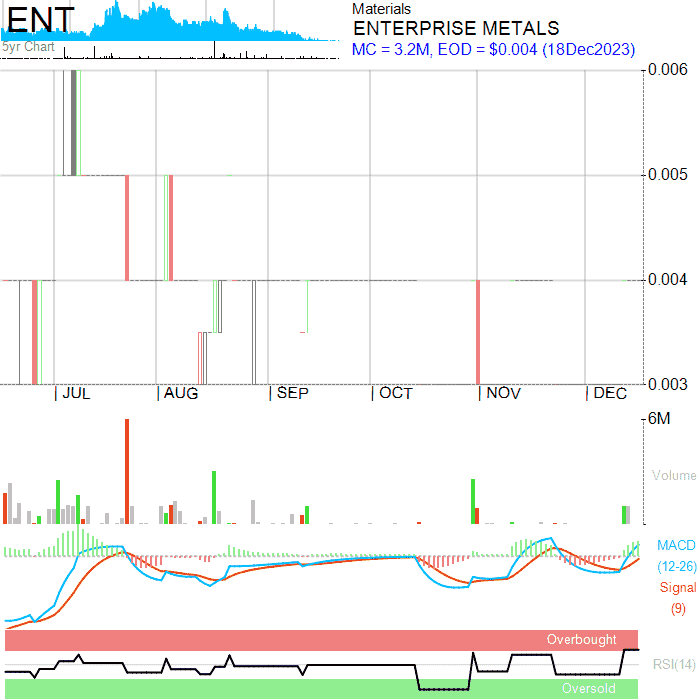 ENT
5yr Chart
Materials
ENTERPRISE METALS
MC = 3.2M, EOD = $0.004 (18Dec2023)
0.006
0.005
0.004
0.003
JUL AUG SEP OCT NOV DEC
6M
Volume
MACD
(12-26)
Signal
(9)
Overbought
RSI(14)
Oversold